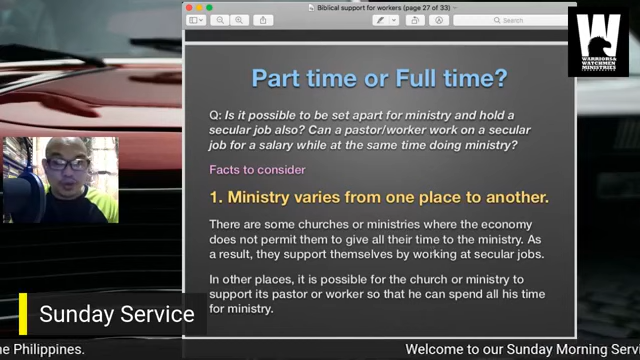 Biblical support for workers (page 27 of 33)
Search
WARRIORS &
WATCHMEN
MINISTRIES
Part time or Full time?
Q: Is it possible to be set apart for ministry and hold a
secular job also? Can a pastor/worker work on a secular
job for a salary while at the same time doing ministry?
Facts to consider
1. Ministry varies from one place to another.
There are some churches or ministries where the economy
does not permit them to give all their time to the ministry. As
a result, they support themselves by working at secular jobs.
In other places, it is possible for the church or ministry to
support its pastor or worker so that he can spend all his time
for ministry.
Sunday Service
e Philippines.
Welcome to our Sunday Morning Servi